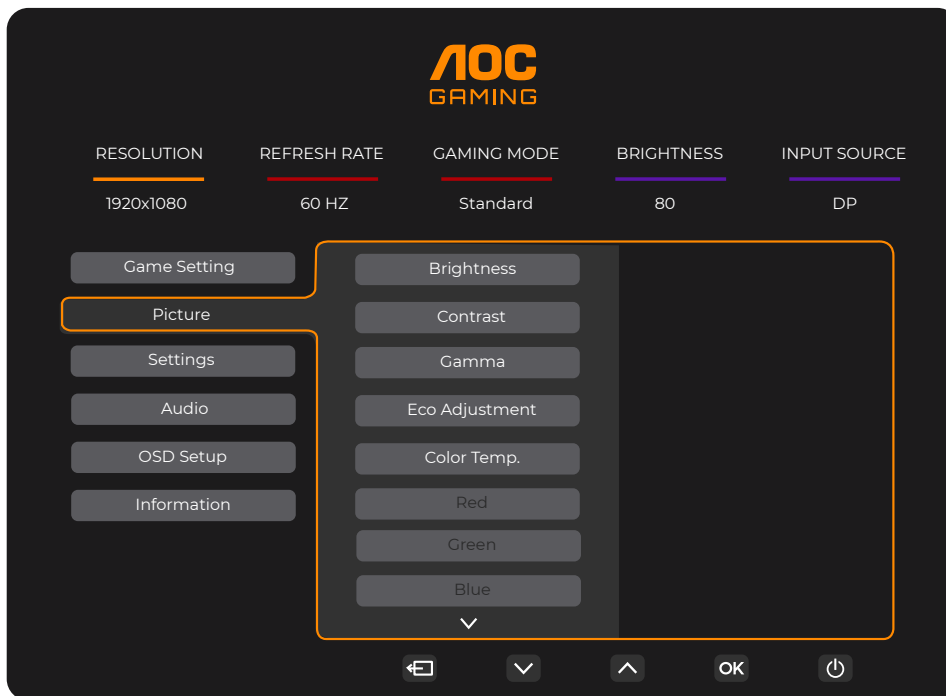 AOC
GAMING
RESOLUTION REFRESH RATE GAMING MODE BRIGHTNESS INPUT SOURCE
1920x1080 60 HZ Standard 80 DP
Game Setting
Picture
Settings
Audio
OSD Setup
Information
Brightness
Contrast
Gamma
Eco Adjustment
Color Temp.
Red
Green
Blue
OK